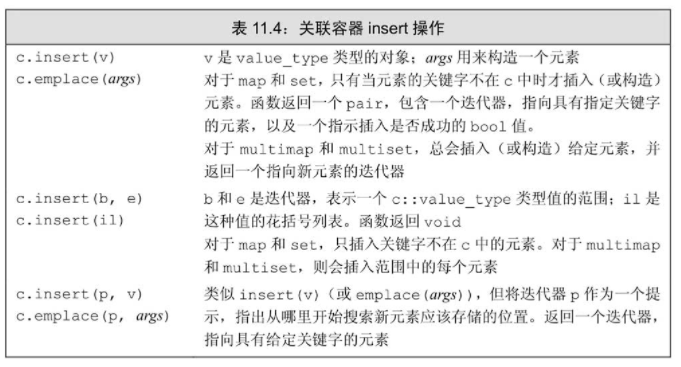 表 11.4：关联容器 insert 操作
c.insert(v) v 是 value_type 类型的对象；args 用来构造一个元素
c.emplace(args) 对于 map 和 set，只有当元素的关键字不在 c 中时才插入（或构造）
元素。函数返回一个 pair，包含一个迭代器，指向具有指定关键字
的元素，以及一个指示插入是否成功的 bool 值。
对于 multimap 和 multiset，总会插入（或构造）给定元素，并
返回一个指向新元素的迭代器
c.insert(b, e) b 和 e 是迭代器，表示一个 c::value_type 类型值的范围；il 是
c.insert(il) 这种值的花括号列表。函数返回 void
对于 map 和 set，只插入关键字不在 c 中的元素。对于 multimap
和 multiset，则会插入范围中的每个元素
c.insert(p, v) 类似 insert(v)（或 emplace(args)），但将迭代器 p 作为一个提
c.emplace(p, args) 示，指出从哪里开始搜索新元素应该存储的位置。返回一个迭代器，
指向具有给定关键字的元素